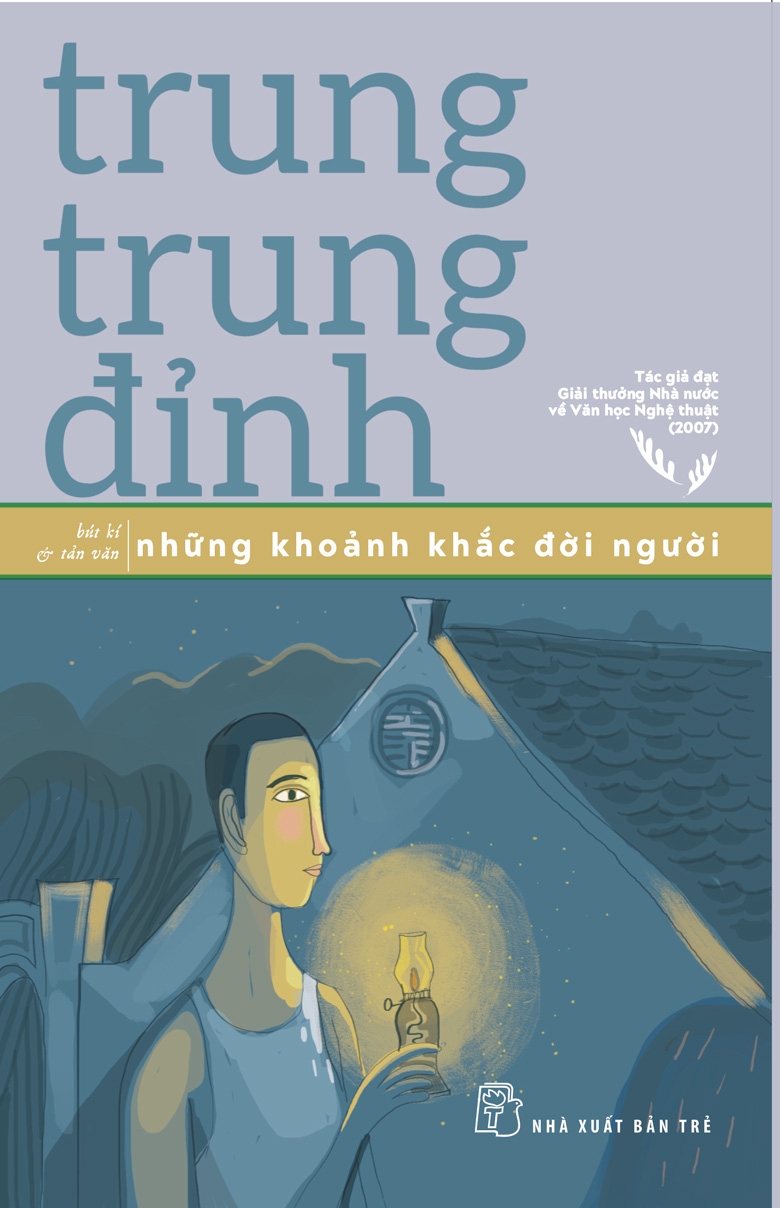 trung
trung
đỉnh
Tác giả đạt
Giải thưởng Nhà nước
về Văn học Nghệ thuật
(2007)
bút kí
& tản văn
những khoảnh khắc đời người
T
NHÀ XUẤT BẢN TRẺ